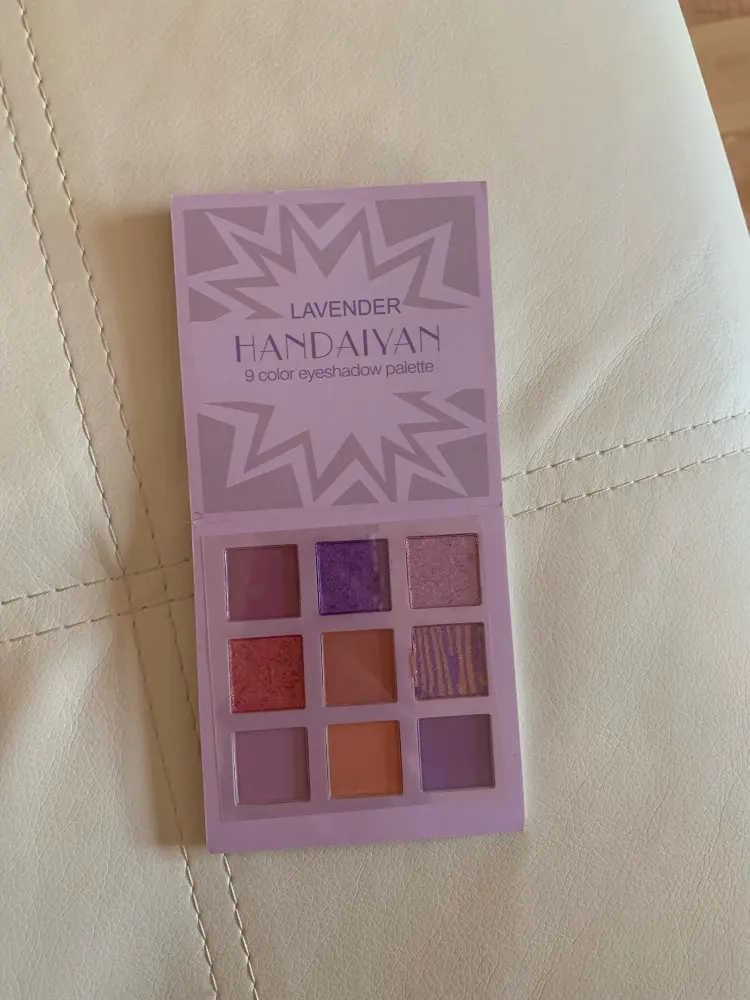 LAVENDER
HANDAIYAN
9 color eyeshadow palette